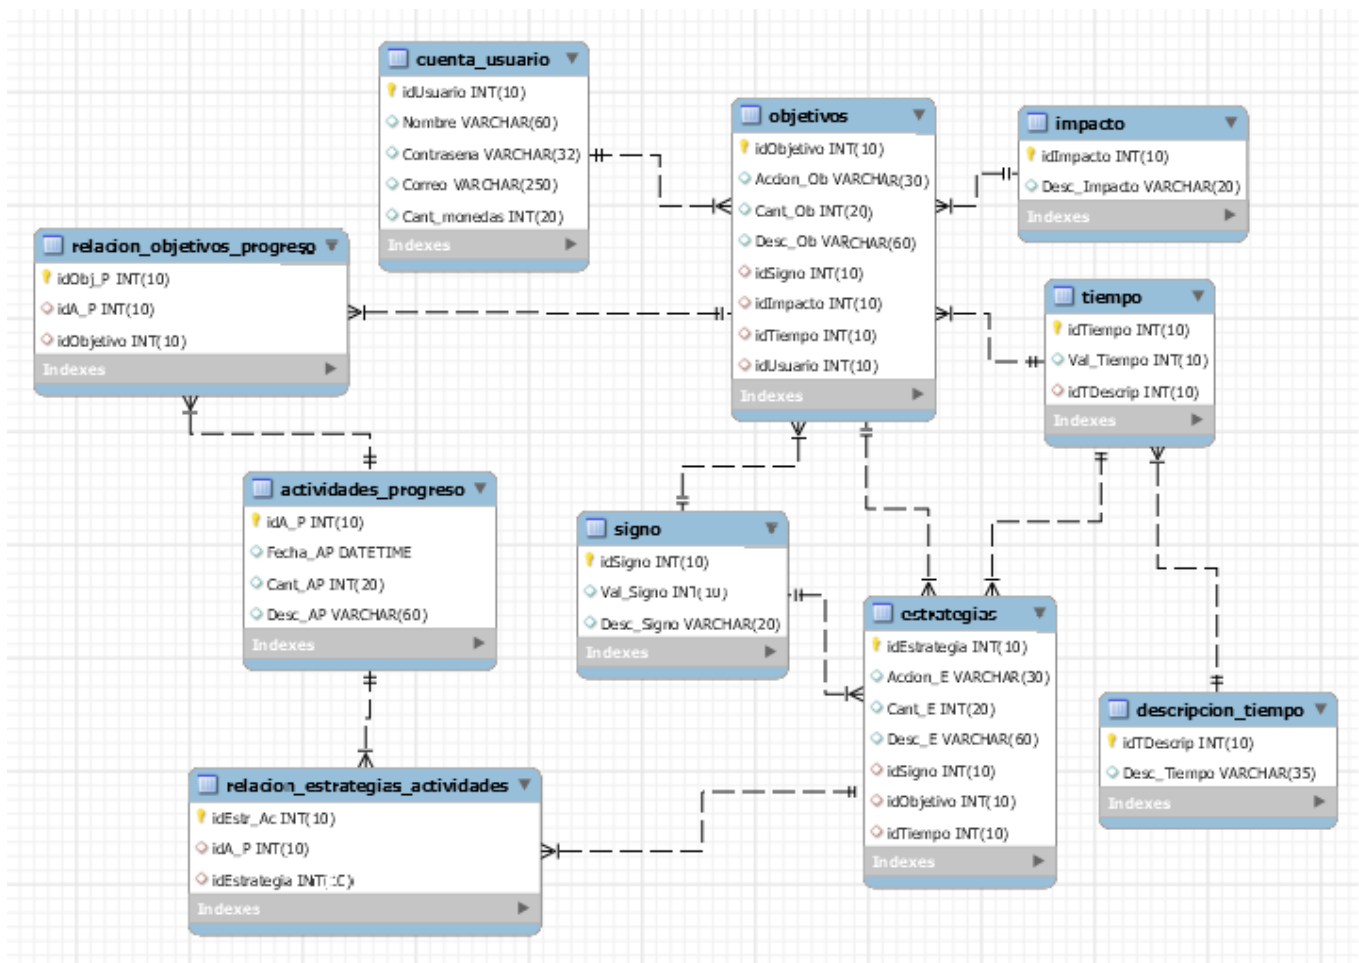 cuenta_usuario
idUsuario INT(10)
Nombre VARCHAR(60)
Contrasena VARCHAR(32)
Correo VARCHAR(250)
Cant_monedas INT(20)
Indexes
objetivos
idObjetivo INT(10)
Accion_Ob VARCHAR(30)
Cant_Ob INT(20)
Desc_Ob VARCHAR(60)
idSigno INT(10)
idImpacto INT(10)
idTiempo INT(10)
idUsuario INT(10)
Indexes
impacto
idImpacto INT(10)
Desc_Impacto VARCHAR(20)
Indexes
relacion_objetivos_progreso
idObj_P INT(10)
idA_P INT(10)
idObjetivo INT(10)
Indexes
tiempo
idTiempo INT(10)
Val_Tiempo INT(10)
idTDescrip INT(10)
Indexes
actividades_progreso
idA_P INT(10)
Fecha_AP DATETIME
Cant_AP INT(20)
Desc_AP VARCHAR(60)
Indexes
signo
idSigno INT(10)
Val_Signo INT(10)
Desc_Signo VARCHAR(20)
Indexes
estrategias
idEstrategia INT(10)
Accion_E VARCHAR(30)
Cant_E INT(20)
Desc_E VARCHAR(60)
idSigno INT(10)
idObjetivo INT(10)
idTiempo INT(10)
Indexes
descripcion_tiempo
idTDescrip INT(10)
Desc_Tiempo VARCHAR(35)
Indexes
relacion_estrategias_actividades
idEstr_Ac INT(10)
idA_P INT(10)
idEstrategia
Indexes